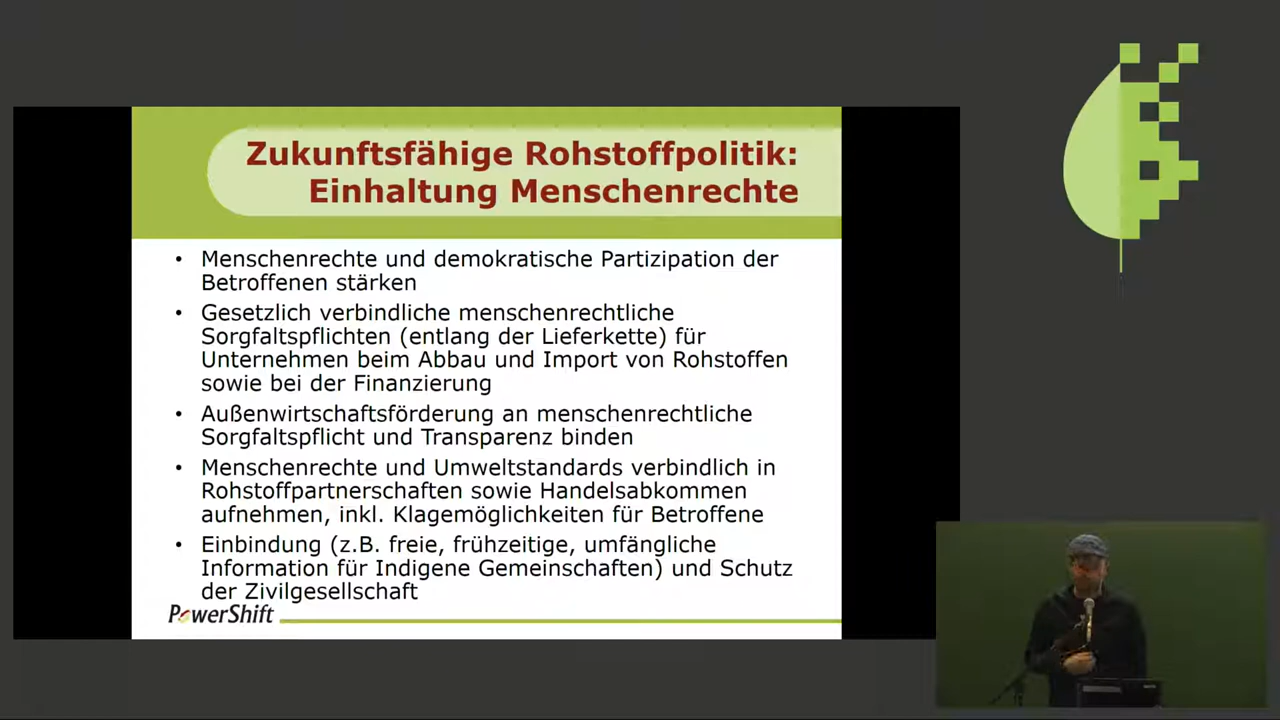 Zukunftsfähige Rohstoffpolitik:
Einhaltung Menschenrechte
• Menschenrechte und demokratische Partizipation der
Betroffenen stärken
• Gesetzlich verbindliche menschenrechtliche
Sorgfaltspflichten (entlang der Lieferkette) für
Unternehmen beim Abbau und Import von Rohstoffen
sowie bei der Finanzierung
• Außenwirtschaftsförderung an menschenrechtliche
Sorgfaltspflicht und Transparenz binden
• Menschenrechte und Umweltstandards verbindlich in
Rohstoffpartnerschaften sowie Handelsabkommen
aufnehmen, inkl. Klagemöglichkeiten für Betroffene
• Einbindung (z.B. freie, frühzeitige, umfängliche
Information für Indigene Gemeinschaften) und Schutz
der Zivilgesellschaft
PowerShift